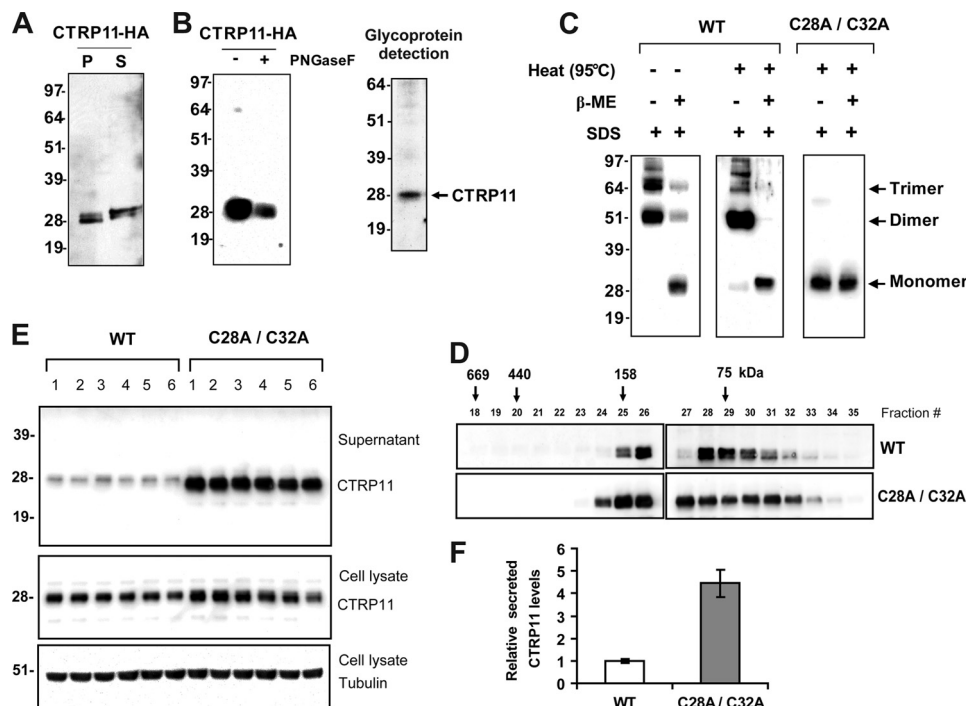 A
CTRP11-HA
P S
97-
64-
51-
39-
28-
19-
B
CTRP11-HA
- + PNGaseF
97-
64-
51-
39-
28-
19-
Glycoprotein
detection
64-
51-
39-
28-
19-
CTRP11
C
WT C28A / C32A
Heat (95°C) - - + + + +
β-ME - + - + - +
SDS + + + + + +
97-
64-
51-
39-
28-
19-
Trimer
Dimer
Monomer
D
669 440 158 75 kDa
18 19 20 21 22 23 24 25 26 27 28 29 30 31 32 33 34 35 Fraction #
WT
C28A / C32A
E
WT C28A / C32A
1 2 3 4 5 6 1 2 3 4 5 6
39-
28-
19-
Supernatant
CTRP11
28-
Cell lysate
CTRP11
51-
Cell lysate
Tubulin
F
Relative secreted
CTRP11 levels
6
5
4
3
2
1
0
WT C28A / C32A